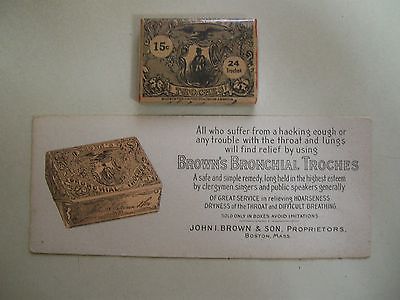 15c
24
Troches
TROCHES
All who suffer from a hacking cough or
any trouble with the throat and lungs
will find relief by using
BROWN'S BRONCHIAL TROCHES
A safe and simple remedy, long held in the highest esteem
by clergymen, singers and public speakers generally
OF GREAT SERVICE in relieving HOARSENESS
DRYNESS of the THROAT and DIFFICULT BREATHING.
SOLD ONLY IN BOXES. AVOID IMITATIONS.
JOHN I. BROWN & SON, PROPRIETORS,
BOSTON, MASS.